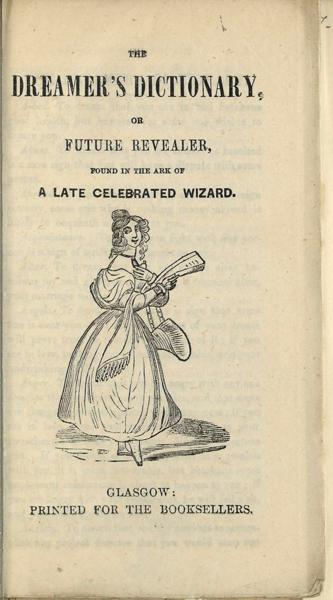 THE
DREAMER'S DICTIONARY,
OR
FUTURE REVEALER,
FOUND IN THE ARK OF
A LATE CELEBRATED WIZARD.
GLASGOW:
PRINTED FOR THE BOOKSELLERS.